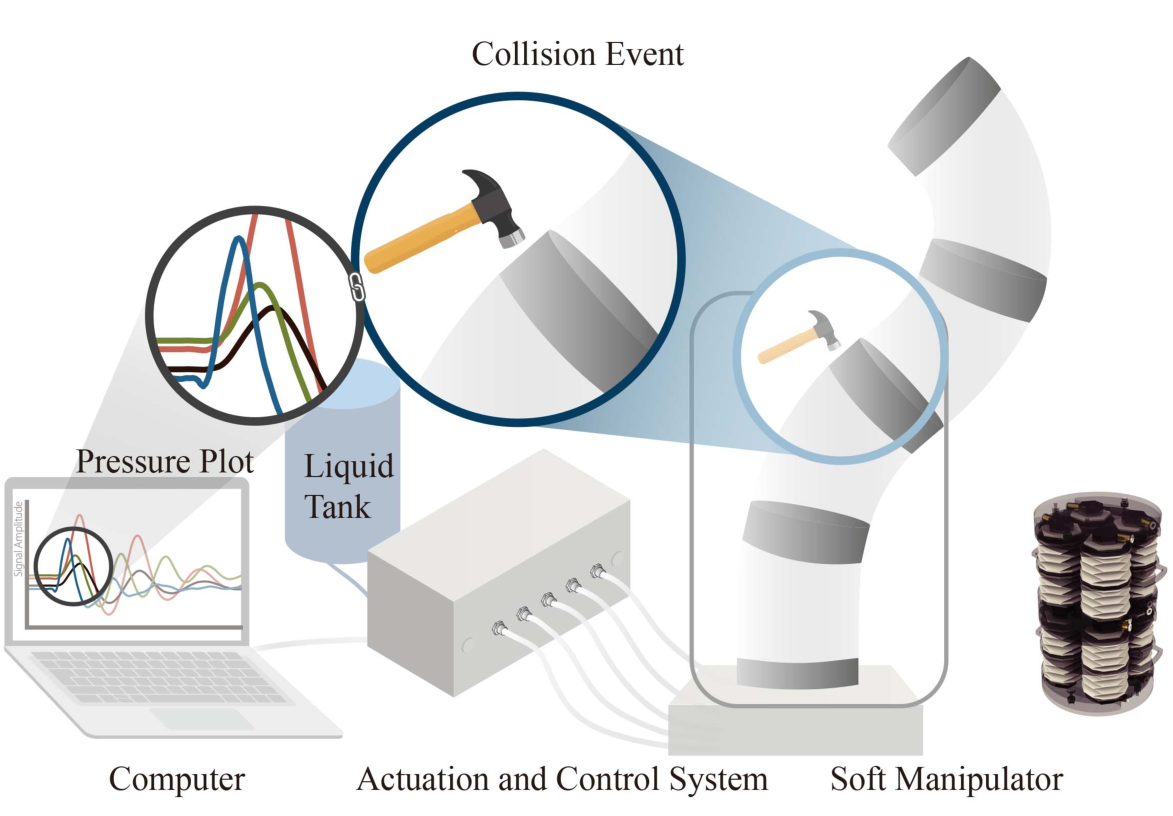 Collision Event
Pressure Plot
Liquid
Tank
Signal Amplitude
Computer
Actuation and Control System
Soft Manipulator